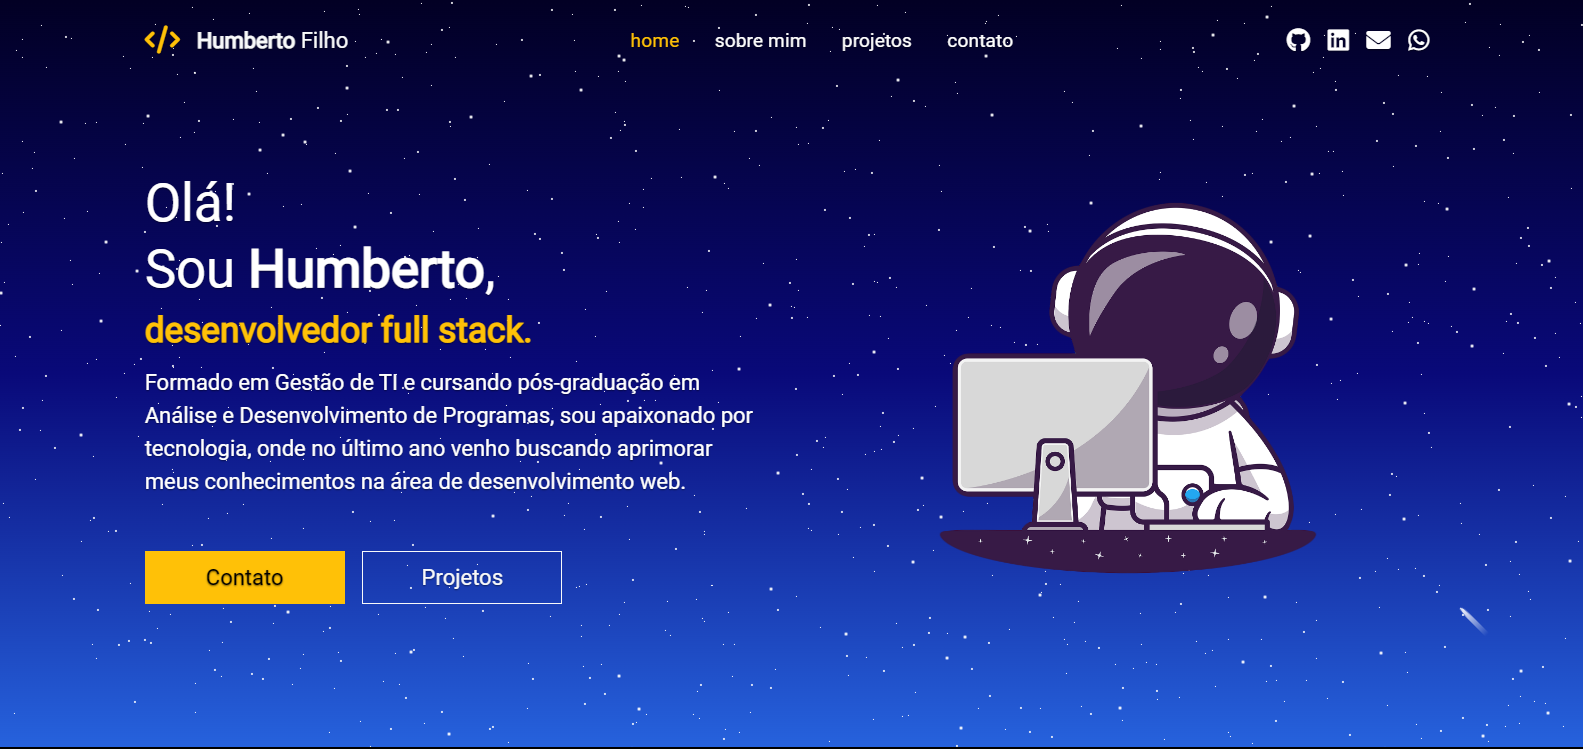 Humberto Filho
home
sobre mim
projetos
contato
Olá!
Sou Humberto,
desenvolvedor full stack.
Formado em Gestão de TI e cursando pós-graduação em
Análise e Desenvolvimento de Programas, sou apaixonado por
tecnologia, onde no último ano venho buscando aprimorar
meus conhecimentos na área de desenvolvimento web.
Contato
Projetos